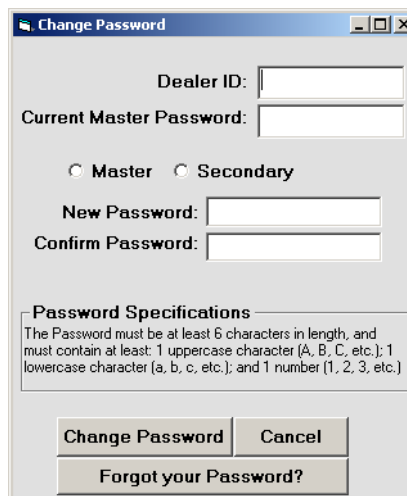 Change Password
Dealer ID:
Current Master Password:
Master Secondary
New Password:
Confirm Password:
Password Specifications
The Password must be at least 6 characters in length, and
must contain at least: 1 uppercase character (A, B, C, etc.); 1
lowercase character (a, b, c, etc.); and 1 number (1, 2, 3, etc.)
Change Password Cancel
Forgot your Password?